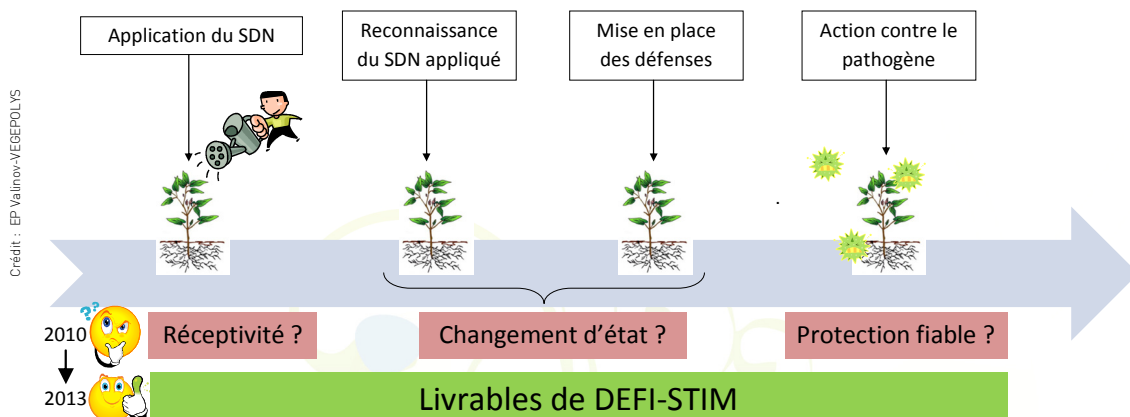 Application du SDN
Reconnaissance
du SDN appliqué
Mise en place
des défenses
Action contre le
pathogène
Crédit : EP Valinov-VEGEPOLYS
??
2010
Réceptivité ?
Changement d'état ?
Protection fiable ?
2013
Livrables de DEFI-STIM